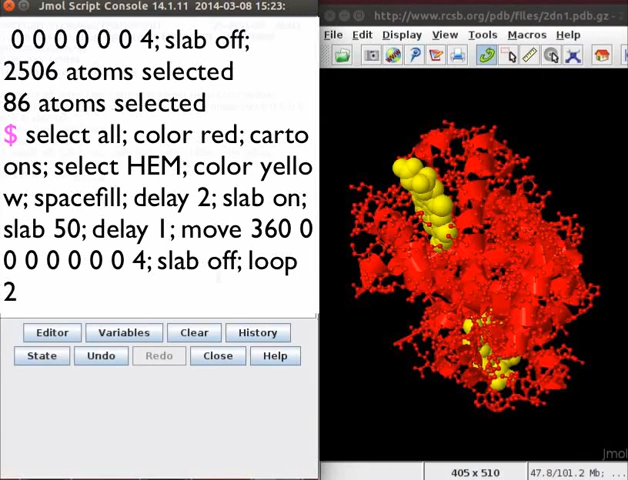 Jmol Script Console 14.1.11 2014-03-08 15:23:
0 0 0 0 0 0 4; slab off;
2506 atoms selected
86 atoms selected
$ select all; color red; carto
ons; select HEM; color yello
w; spacefill; delay 2; slab on;
slab 50; delay 1; move 360 0
0 0 0 0 0 0 4; slab off; loop
2
Editor Variables Clear History
State Undo Redo Close Help
http://www.rcsb.org/pdb/files/2dn1.pdb.gz - 2
File Edit Display View Tools Macros Help
Jmol
405 x 510 47.8/101.2 Mb; ...